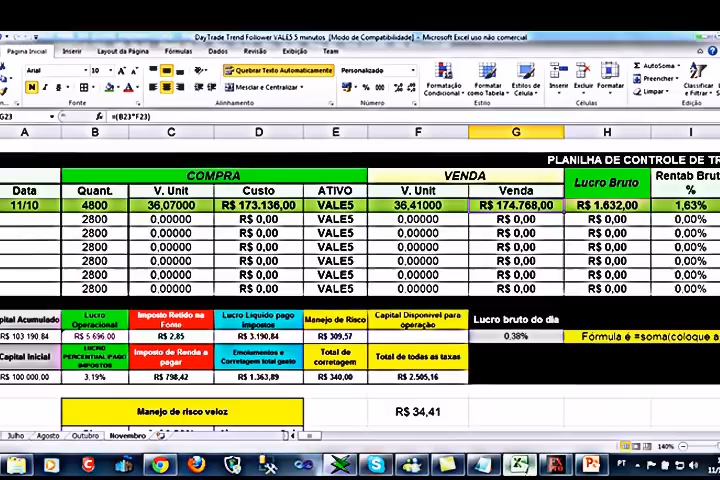 DayTrade Trend Follower VALE5 5 minutos [Modo de Compatibilidade] - Microsoft Excel uso não comercial
Página Inicial Inserir Layout da Página Fórmulas Dados Revisão Exibição Team
Arial 10 Quebrar Texto Automaticamente Personalizado AutoSoma
Mesclar e Centralizar Formatação Condicional Formatar como Tabela Estilos de Célula Inserir Excluir Formatar Preencher Limpar Classificar e Filtrar
Fonte Alinhamento Número Estilo Células
G23 fx =(B23*F23)
A B C D E F G H I
PLANILHA DE CONTROLE DE TR
COMPRA VENDA Lucro Bruto Rentab Brut %
Data Quant. V. Unit Custo ATIVO V. Unit Venda
11/10 4800 36,07000 R$ 173.136,00 VALE5 36,41000 R$ 174.768,00 R$ 1.632,00 1,63%
2800 0,00000 R$ 0,00 VALE5 0,00000 R$ 0,00 R$ 0,00 0,00%
2800 0,00000 R$ 0,00 VALE5 0,00000 R$ 0,00 R$ 0,00 0,00%
2800 0,00000 R$ 0,00 VALE5 0,00000 R$ 0,00 R$ 0,00 0,00%
2800 0,00000 R$ 0,00 VALE5 0,00000 R$ 0,00 R$ 0,00 0,00%
2800 0,00000 R$ 0,00 VALE5 0,00000 R$ 0,00 R$ 0,00 0,00%
2800 0,00000 R$ 0,00 VALE5 0,00000 R$ 0,00 R$ 0,00 0,00%
pital Acumulado Lucro Operacional Imposto Retido na Fonte Lucro Liquido pago impostos Manejo de Risco Capital Disponivel para operação Lucro bruto do dia
R$ 103 190,84 R$ 5 696,00 R$ 2,85 R$ 3.190,84 R$ 309,57 0,38% Fórmula é =soma(coloque a
Capital Inicial LUCRO PERCENTUAL PAGO IMPOSTOS Imposto de Renda a pagar Emolumentos e Corretagem total gasto Total de corretagem Total de todas as taxas
R$ 100 000,00 3,19% R$ 798,42 R$ 1.363,89 R$ 340,00 R$ 2.505,16
Manejo de risco veloz R$ 34,41
Julho Agosto Outubro Novembro
140%
PT